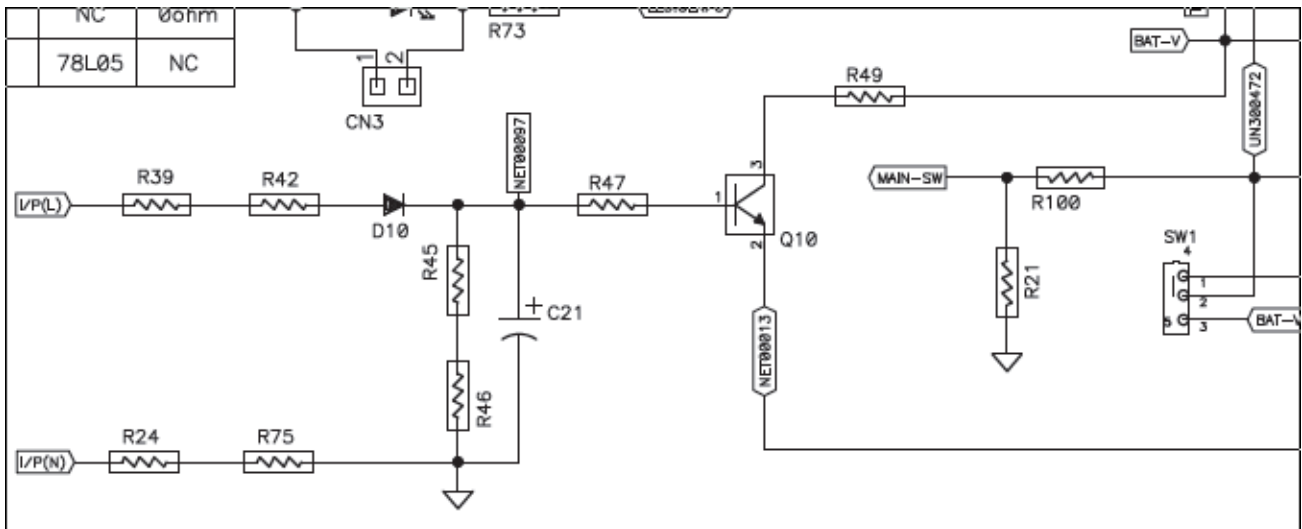 NC 0ohm
R73
78L05 NC
1 2
CN3
BAT-V
R49
UN300472
NET00097
R39 R42 R47
I/P(L)
D10
1 3 2
Q10
MAIN-SW
R100
R45
C21
R21
SW1
4
1
2
5 3
BAT-V
NET00013
R46
R24 R75
I/P(N)